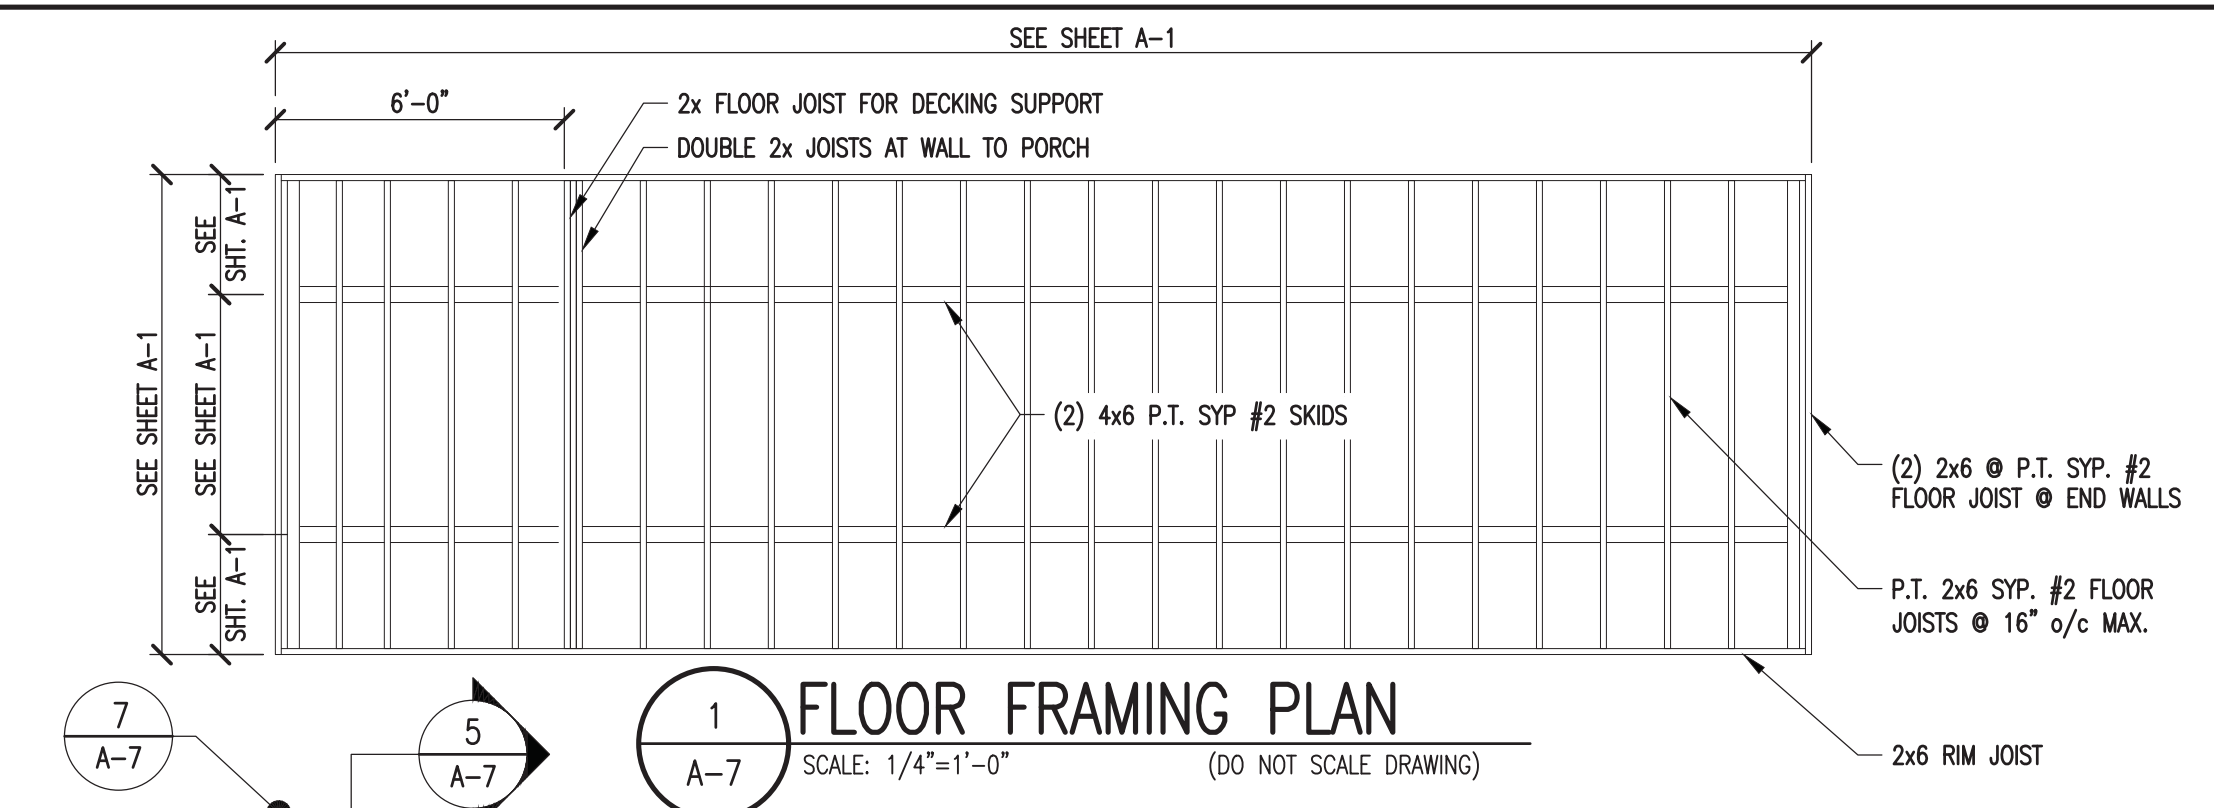 SEE SHEET A-1
6'-0"
2x FLOOR JOIST FOR DECKING SUPPORT
DOUBLE 2x JOISTS AT WALL TO PORCH
SEE SHEET A-1
SEE
SHT. A-1
SEE SHEET A-1
SEE
SHT. A-1
(2) 4x6 P.T. SYP #2 SKIDS
(2) 2x6 @ P.T. SYP. #2
FLOOR JOIST @ END WALLS
P.T. 2x6 SYP. #2 FLOOR
JOISTS @ 16" o/c MAX.
2x6 RIM JOIST
7
A-7
5
A-7
1
A-7
FLOOR FRAMING PLAN
SCALE: 1/4"=1'-0"
(DO NOT SCALE DRAWING)